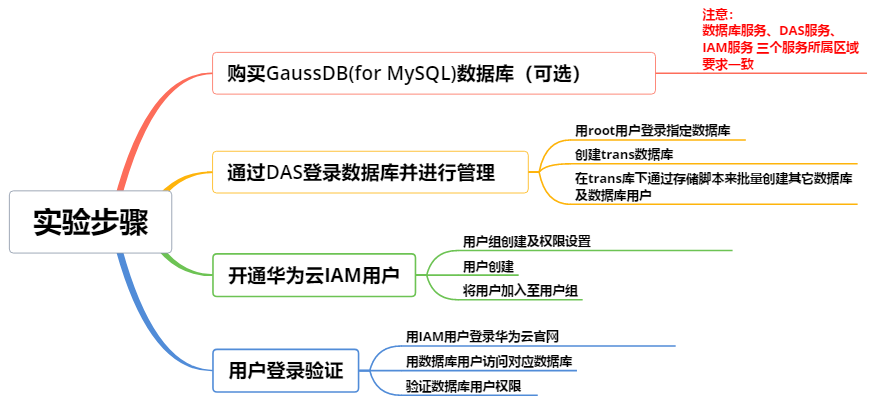 实验步骤
购买GaussDB(for MySQL)数据库（可选）
注意：
数据库服务、DAS服务、
IAM服务 三个服务所属区域
要求一致
通过DAS登录数据库并进行管理
用root用户登录指定数据库
创建trans数据库
在trans库下通过存储脚本来批量创建其它数据库
及数据库用户
开通华为云IAM用户
用户组创建及权限设置
用户创建
将用户加入至用户组
用户登录验证
用IAM用户登录华为云官网
用数据库用户访问对应数据库
验证数据库用户权限